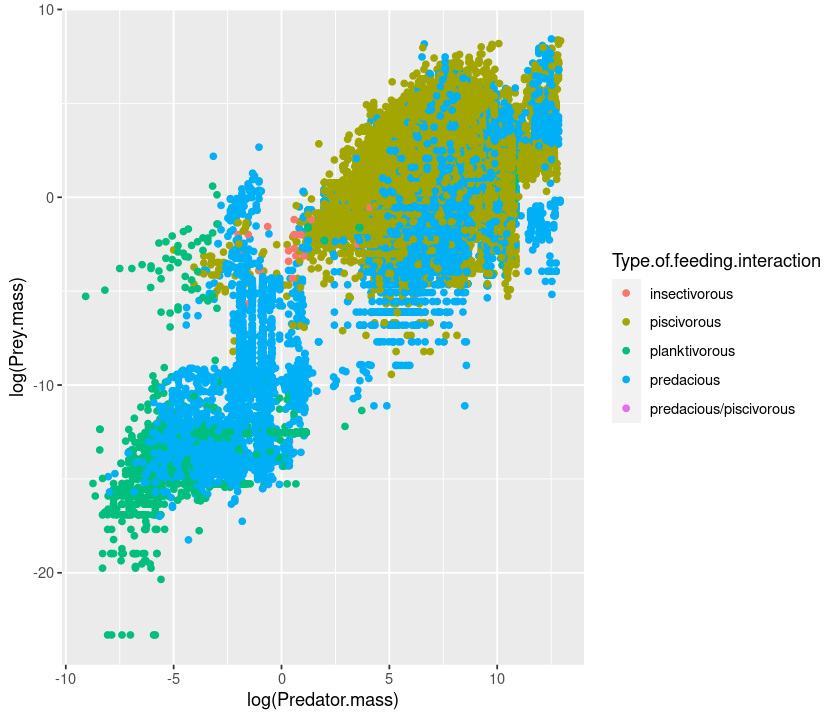 10
0
-10
-20
log(Prey.mass)
-10
-5
0
5
10
log(Predator.mass)
Type.of.feeding.interaction
insectivorous
piscivorous
planktivorous
predacious
predacious/piscivorous